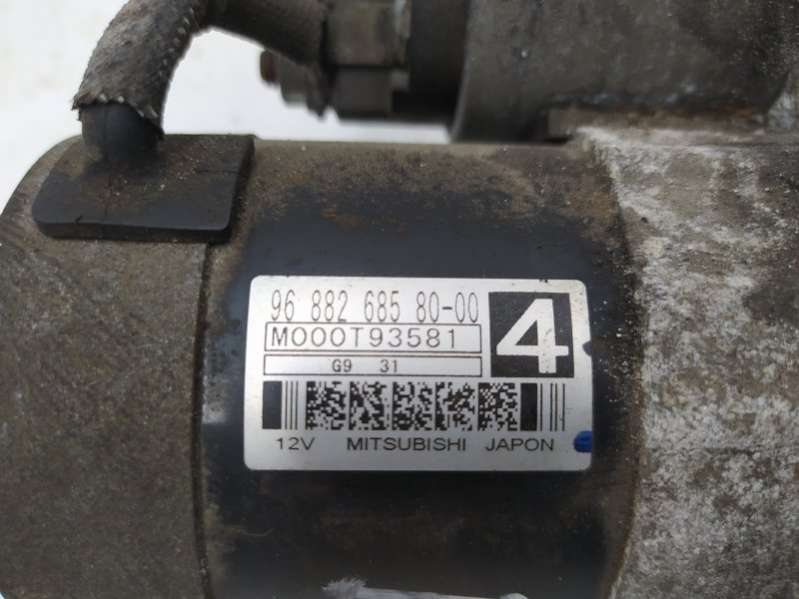 96 882 685 80-00
4
M000T93581
G9 31
12V MITSUBISHI JAPON